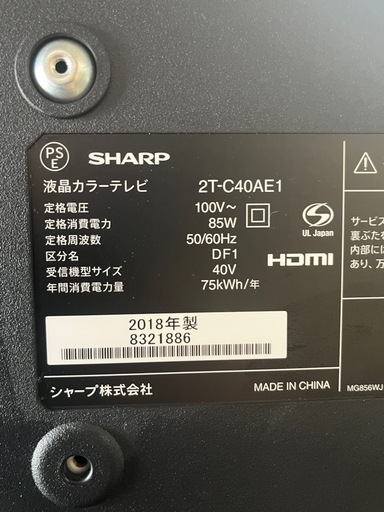 PS
E
SHARP
液晶カラーテレビ 2T-C40AE1
定格電圧 100V～
定格消費電力 85W
定格周波数 50/60Hz
区分名 DF1
受信機型サイズ 40V
年間消費電力量 75kWh/年
S
UL Japan
HDMI
2018年製
8321886
シャープ株式会社
MADE IN CHINA
サービス
裏ぶたを
内部には
あり、万
MG856WJ